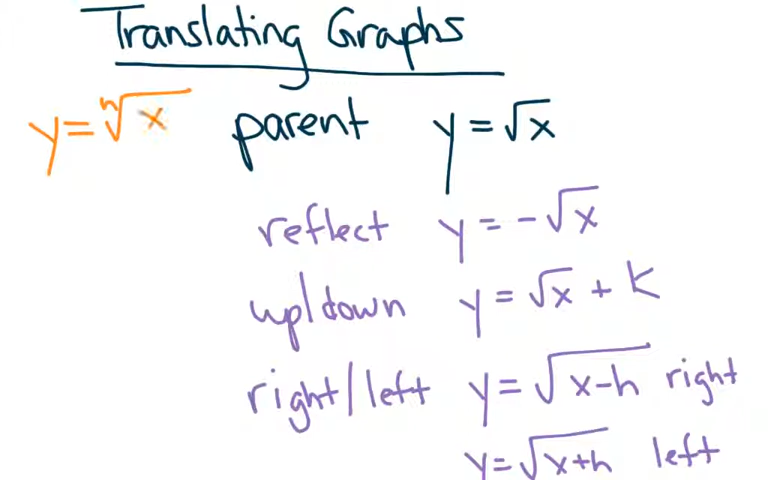 Translating Graphs
y = ⁿ√x parent y = √x
reflect y = -√x
up/down y = √x + k
right/left y = √x-h right
y = √x+h left